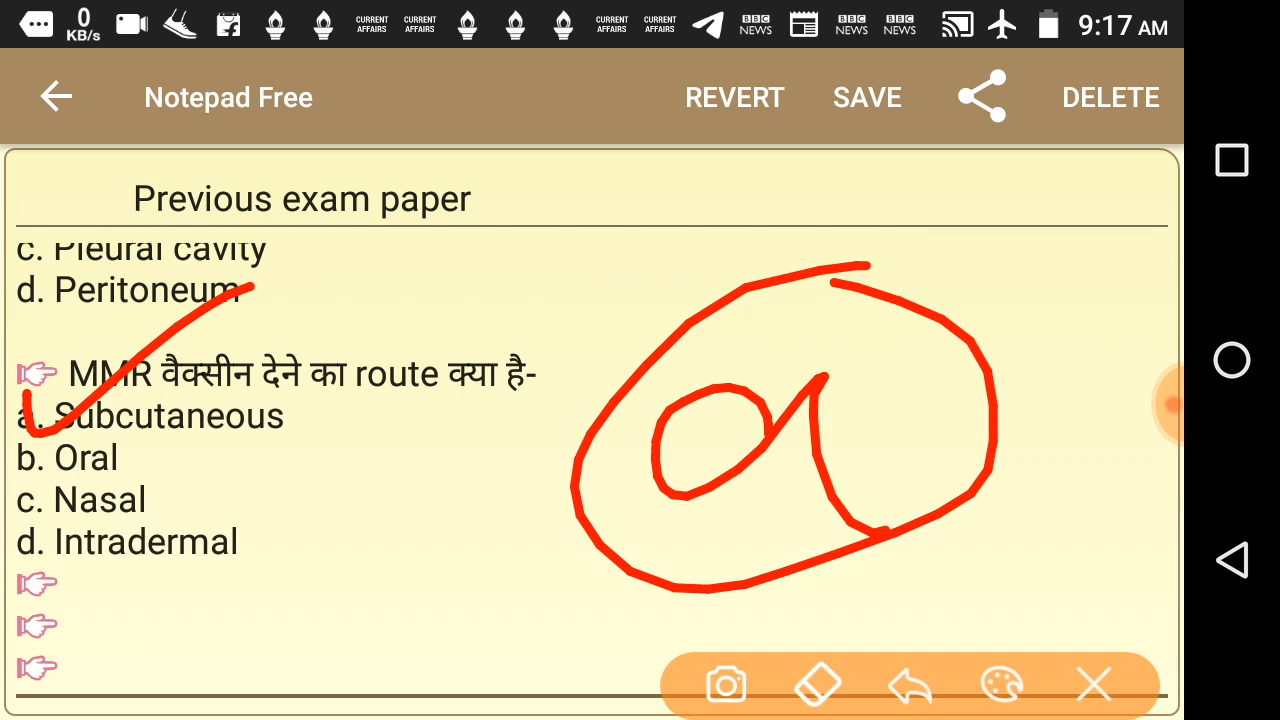 0
KB/s
CURRENT
AFFAIRS
CURRENT
AFFAIRS
CURRENT
AFFAIRS
CURRENT
AFFAIRS
BBC
NEWS
BBC
NEWS
BBC
NEWS
9:17 AM
Notepad Free REVERT SAVE DELETE
Previous exam paper
c. Pleural cavity
d. Peritoneum
MMR वैक्सीन देने का route क्या है-
a. Subcutaneous
b. Oral
c. Nasal
d. Intradermal
a